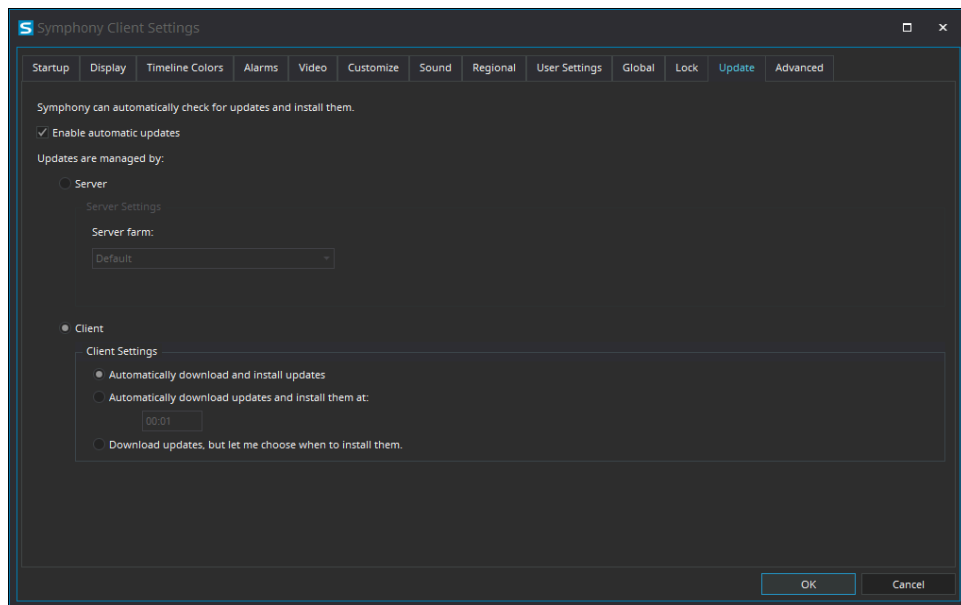 S Symphony Client Settings
Startup Display Timeline Colors Alarms Video Customize Sound Regional User Settings Global Lock Update Advanced
Symphony can automatically check for updates and install them.
Enable automatic updates
Updates are managed by:
Server
Server Settings
Server farm:
Default
Client
Client Settings
Automatically download and install updates
Automatically download updates and install them at:
00:01
Download updates, but let me choose when to install them.
OK Cancel